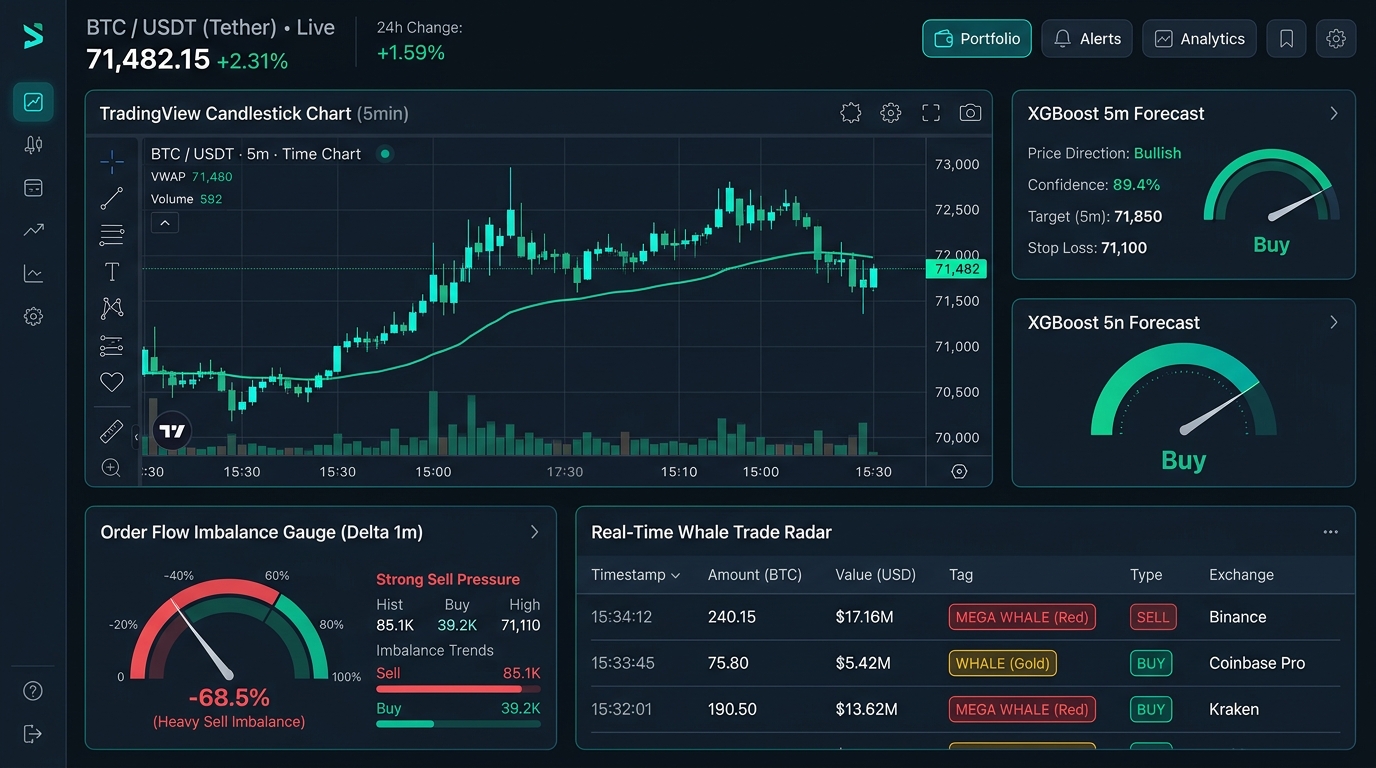 BTC / USDT (Tether) • Live
71,482.15 +2.31%
24h Change:
+1.59%
Portfolio
Alerts
Analytics
TradingView Candlestick Chart (5min)
BTC / USDT · 5m · Time Chart
VWAP 71,480
Volume 592
T
73,000
72,500
72,000
71,482
71,500
71,000
70,500
70,000
:30 15:30 15:30 15:00 17:30 15:10 15:00 15:30
XGBoost 5m Forecast
Price Direction: Bullish
Confidence: 89.4%
Target (5m): 71,850
Stop Loss: 71,100
Buy
XGBoost 5n Forecast
Buy
Order Flow Imbalance Gauge (Delta 1m)
-40% 60%
-20% 80%
0 100%
-68.5%
(Heavy Sell Imbalance)
Strong Sell Pressure
Hist Buy High
85.1K 39.2K 71,110
Imbalance Trends
Sell 85.1K
Buy 39.2K
Real-Time Whale Trade Radar
Timestamp Amount (BTC) Value (USD) Tag Type Exchange
15:34:12 240.15 $17.16M MEGA WHALE (Red) SELL Binance
15:33:45 75.80 $5.42M WHALE (Gold) BUY Coinbase Pro
15:32:01 190.50 $13.62M MEGA WHALE (Red) BUY Kraken